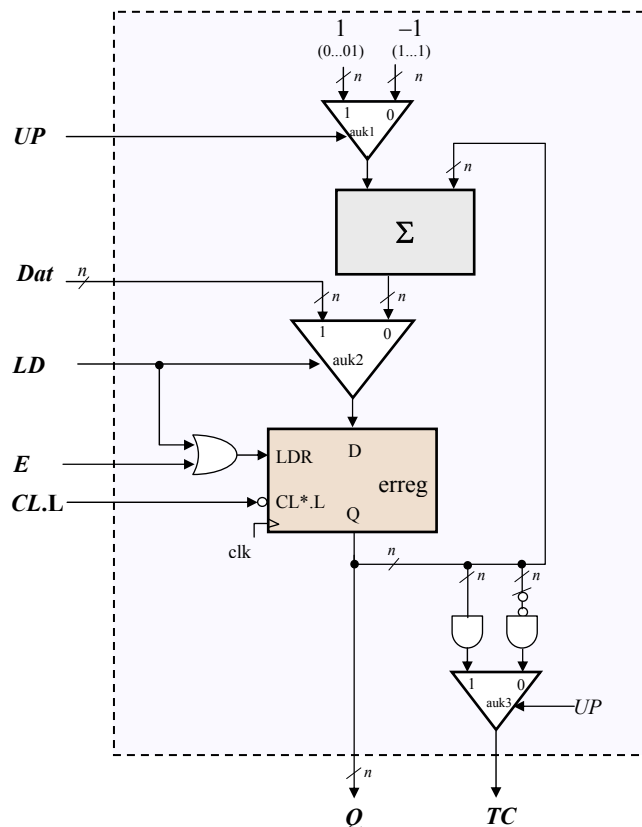 1 –1
(0...01) (1...1)
n n
1 0
UP
auk1
n
Σ
Dat n
n n
1 0
LD
auk2
LDR D
E
erreg
CL.L
CL*.L
Q
clk
n
n n
1 0
auk3
UP
n
Q TC